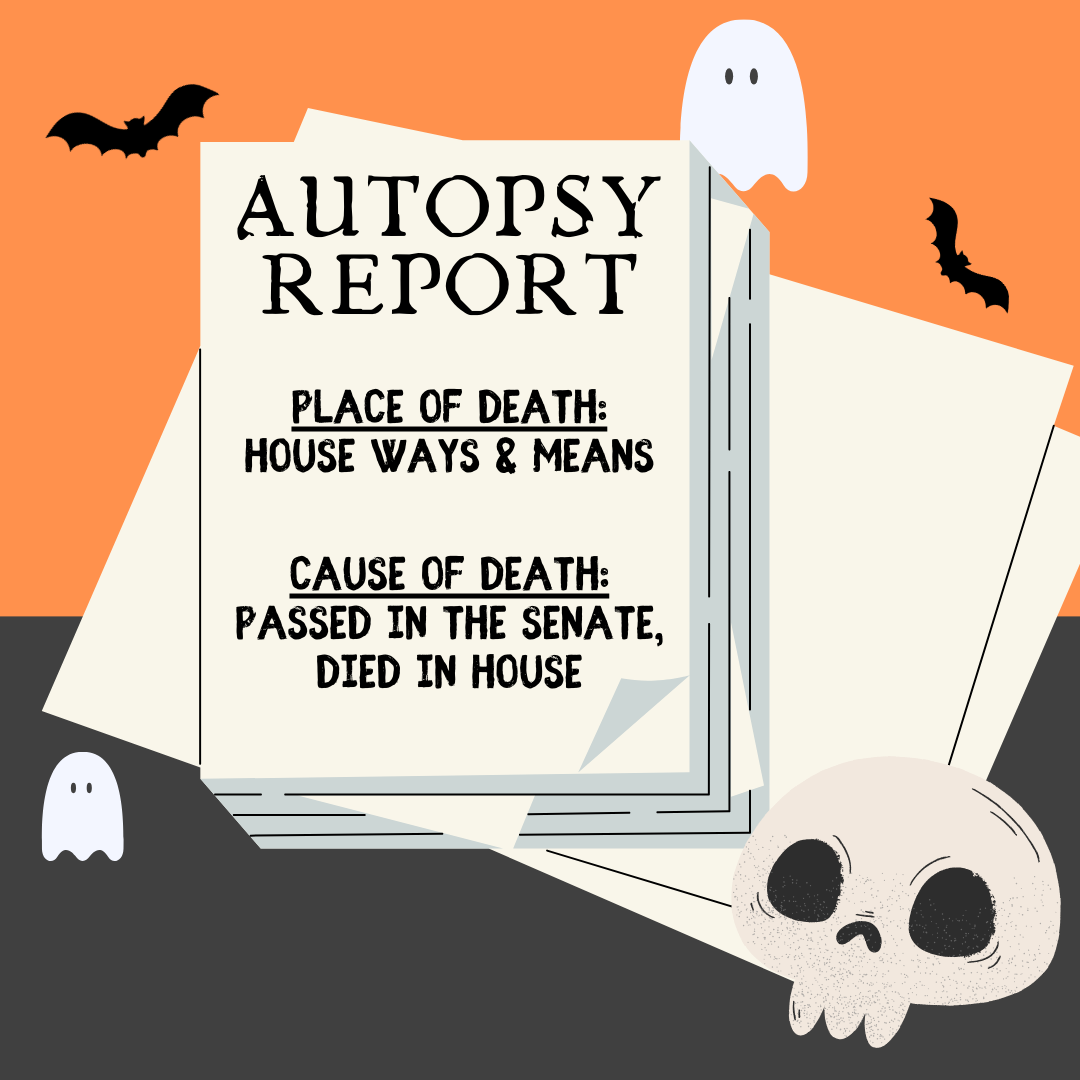 AUTOPSY
REPORT
PLACE OF DEATH:
HOUSE WAYS & MEANS
CAUSE OF DEATH:
PASSED IN THE SENATE,
DIED IN HOUSE